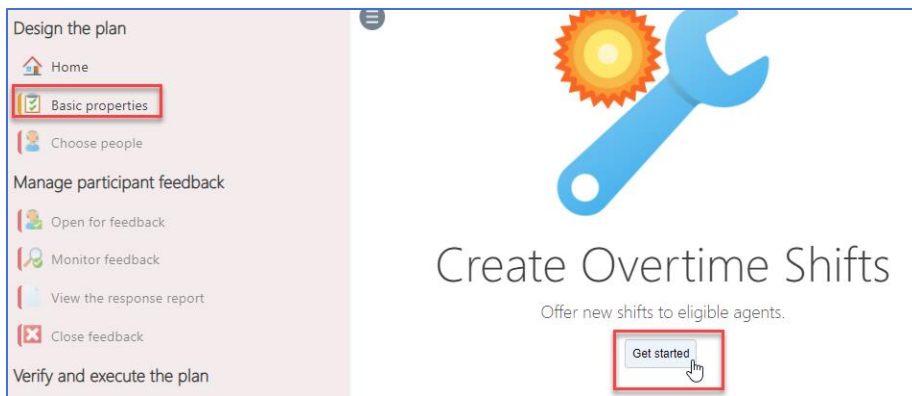 Design the plan
Home
Basic properties
Choose people
Manage participant feedback
Open for feedback
Monitor feedback
View the response report
Close feedback
Verify and execute the plan
Create Overtime Shifts
Offer new shifts to eligible agents.
Get started